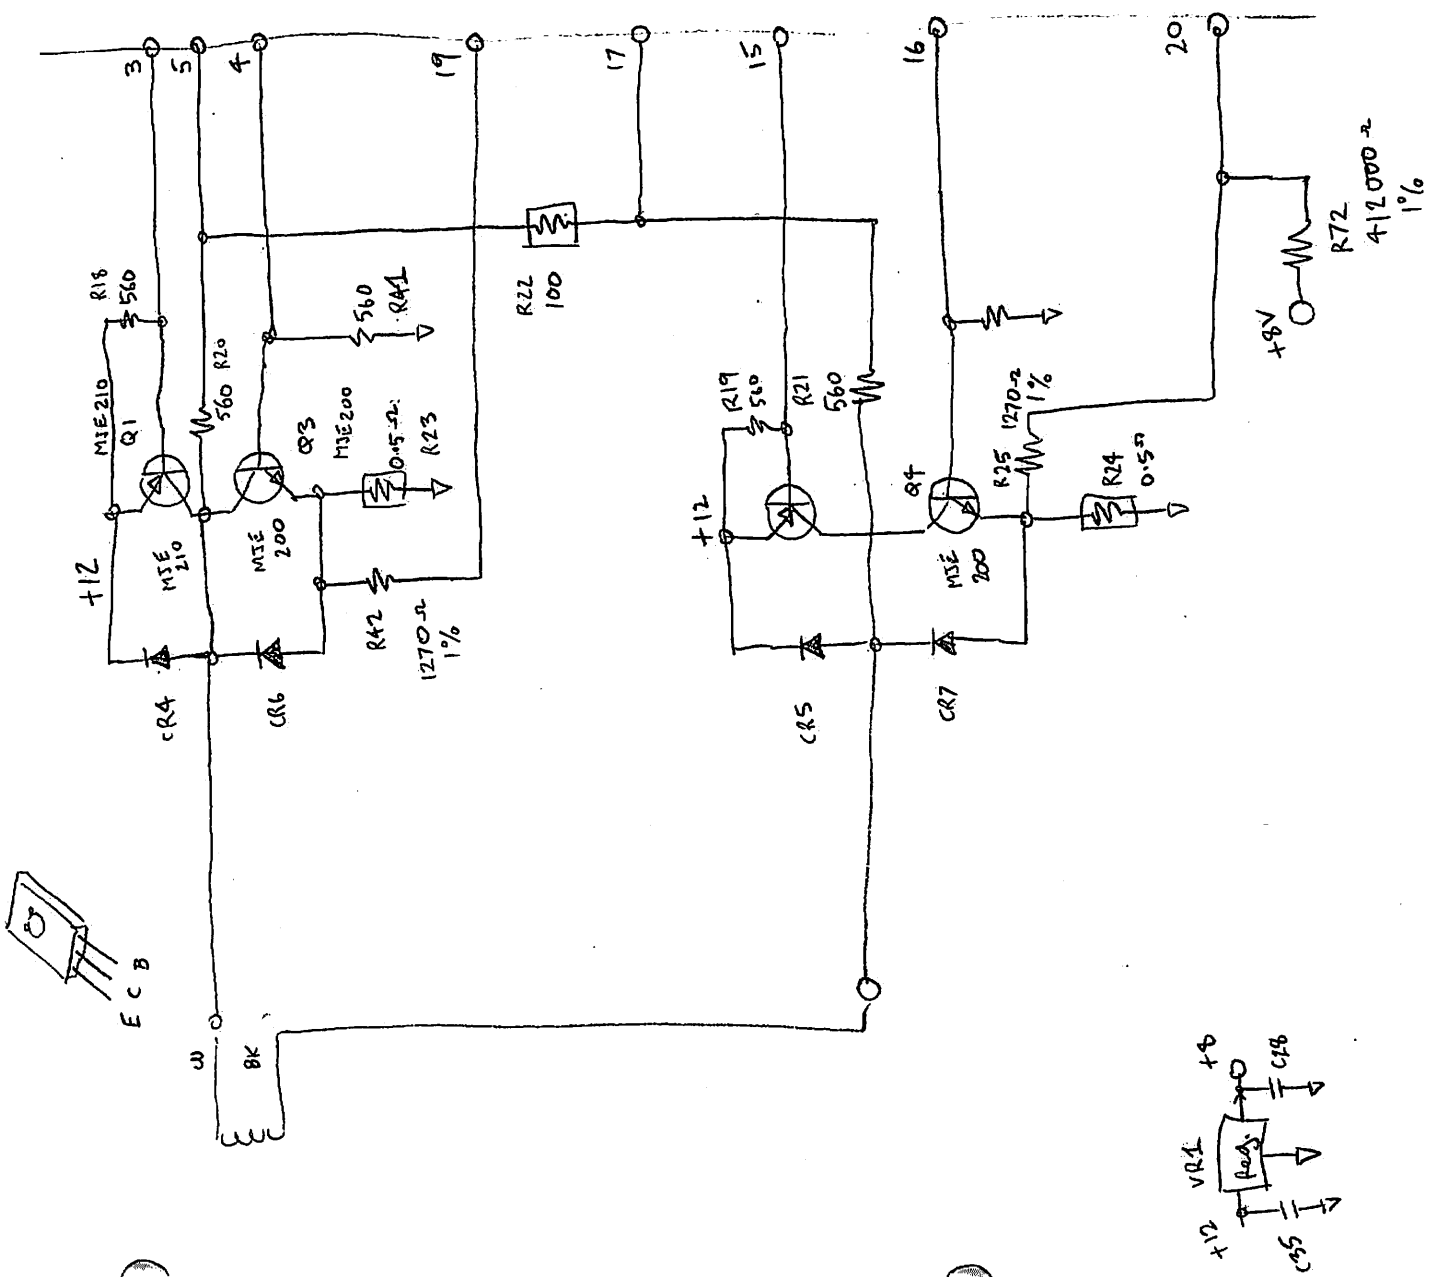 3
5
4
19
17
15
16
20
R18
560
MJE210
Q1
560 R20
560
R41
R22
100
Q3
MJE200
0.05Ω
R23
+12
MJE
210
MJE
200
R42
1270Ω
1%
CR4
CR6
R19
560
R21
560
+12
Q4
MJE
200
R25
1270Ω
1%
R24
0.5Ω
CR5
CR7
R72
412000Ω
1%
+8V
E C B
W
BK
VR1
Reg.
+12
+8
C35
C28